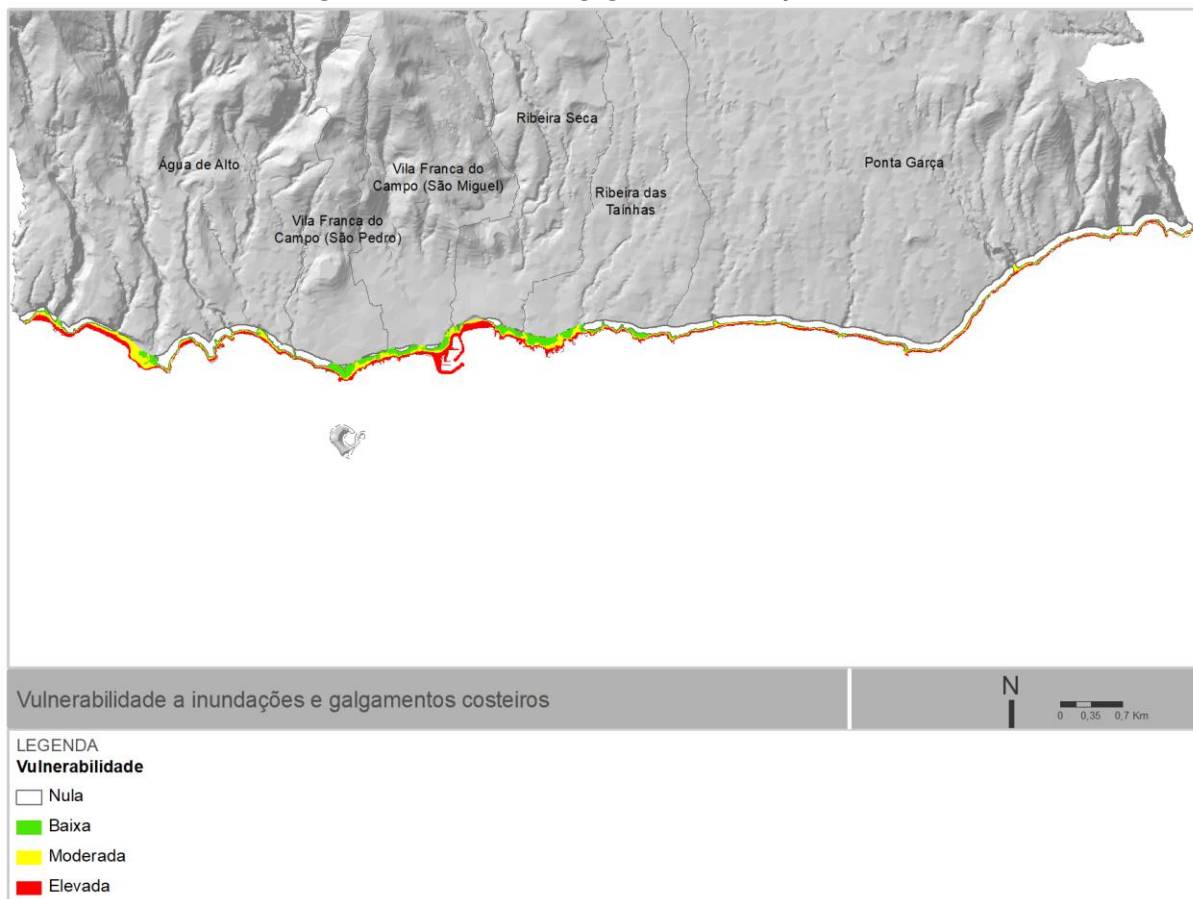 Ribeira Seca
Água de Alto
Vila Franca do
Campo (São Miguel)
Ponta Garça
Ribeira das
Taínhas
Vila Franca do
Campo (São Pedro)
Vulnerabilidade a inundações e galgamentos costeiros
N
0 0,35 0,7 Km
LEGENDA
Vulnerabilidade
Nula
Baixa
Moderada
Elevada